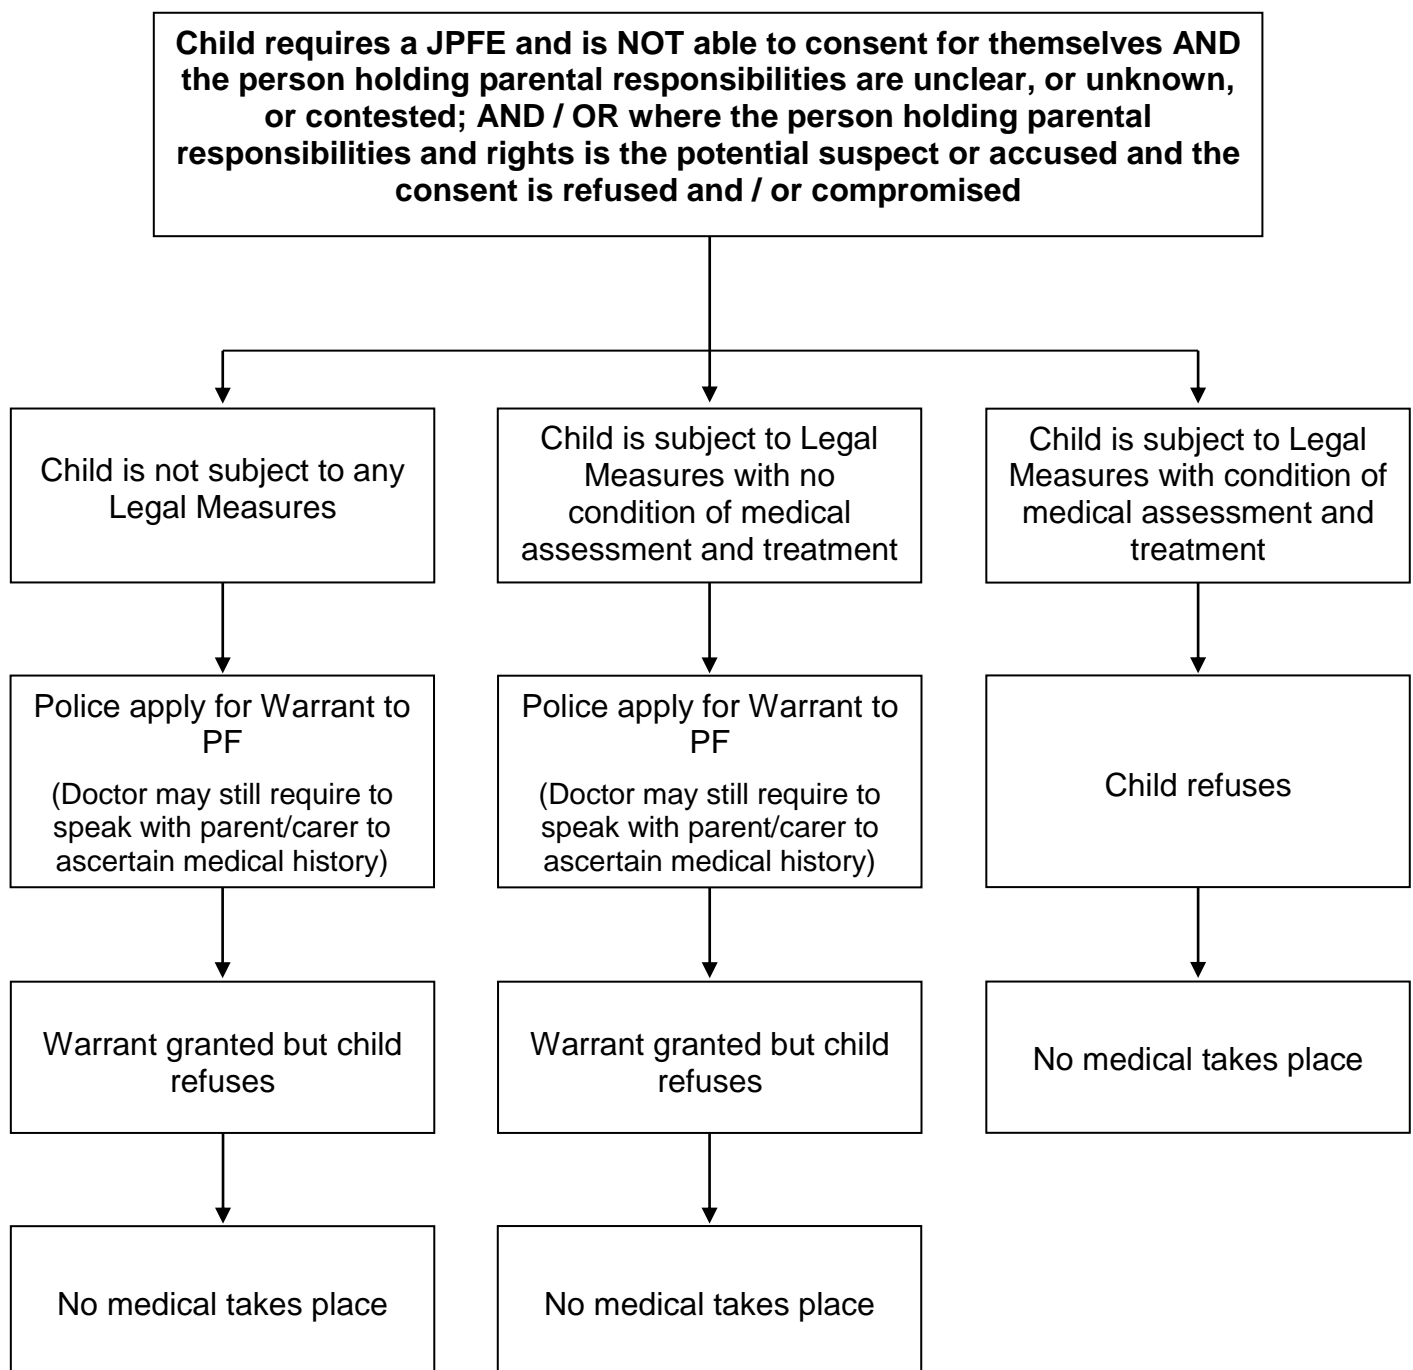 Child requires a JPFE and is NOT able to consent for themselves AND
the person holding parental responsibilities are unclear, or unknown,
or contested; AND / OR where the person holding parental
responsibilities and rights is the potential suspect or accused and the
consent is refused and / or compromised
Child is not subject to any
Legal Measures
Police apply for Warrant to
PF
(Doctor may still require to
speak with parent/carer to
ascertain medical history)
Warrant granted but child
refuses
No medical takes place
Child is subject to Legal
Measures with no
condition of medical
assessment and treatment
Police apply for Warrant to
PF
(Doctor may still require to
speak with parent/carer to
ascertain medical history)
Warrant granted but child
refuses
No medical takes place
Child is subject to Legal
Measures with condition of
medical assessment and
treatment
Child refuses
No medical takes place